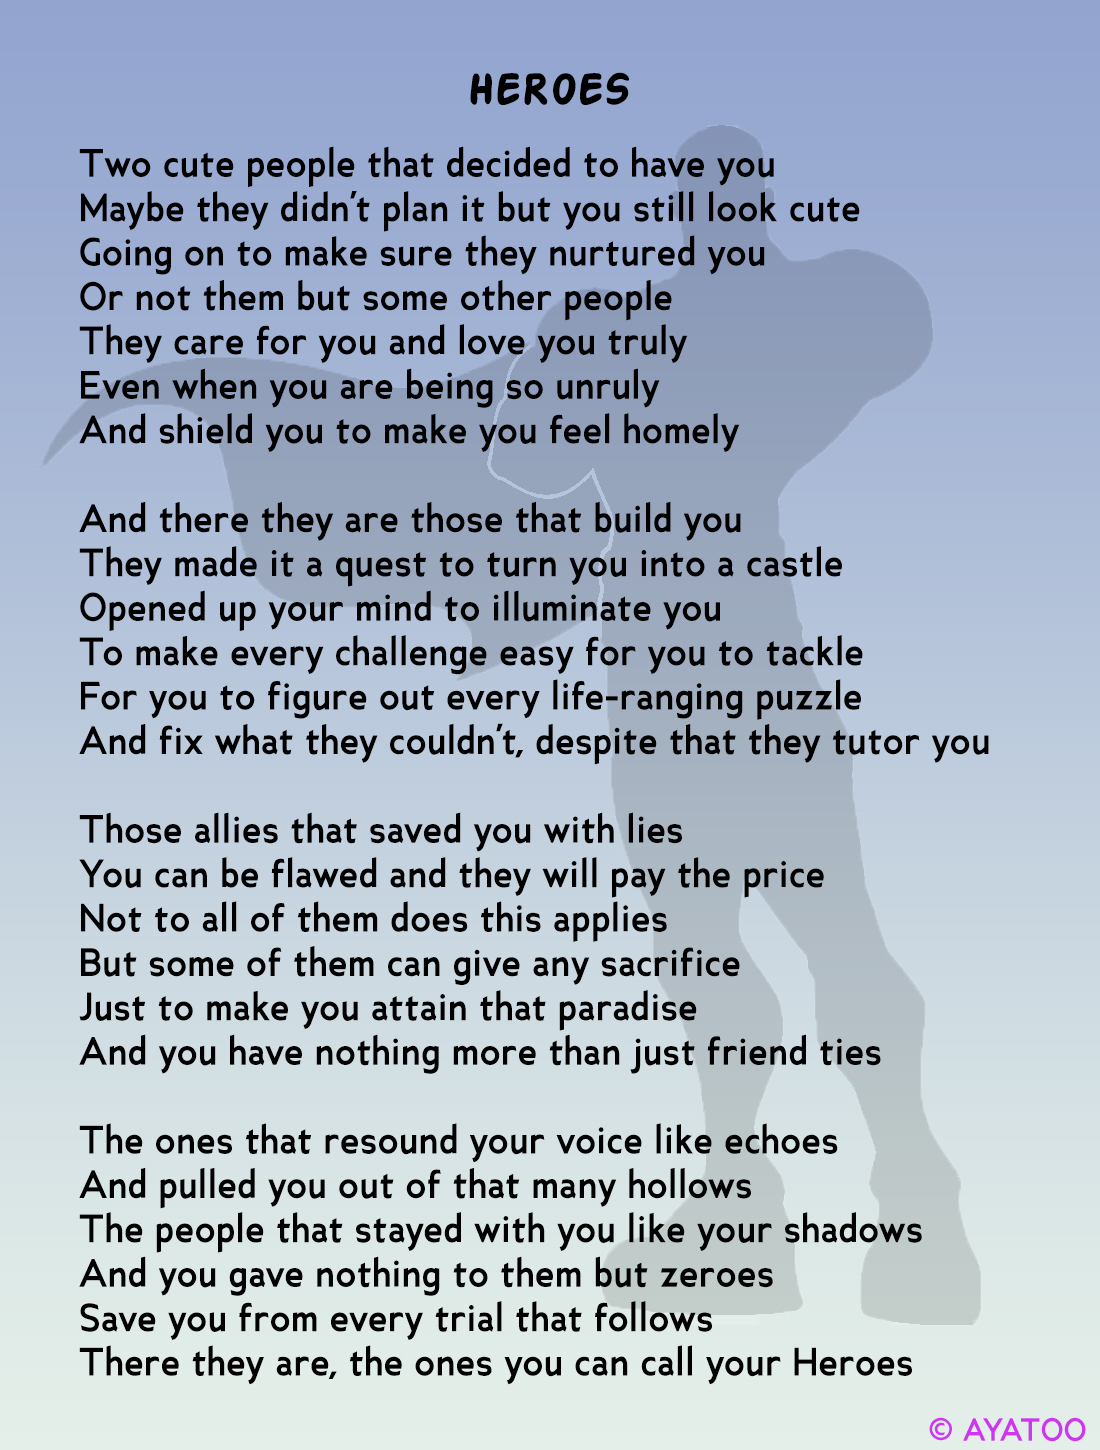 HEROES
Two cute people that decided to have you
Maybe they didn't plan it but you still look cute
Going on to make sure they nurtured you
Or not them but some other people
They care for you and love you truly
Even when you are being so unruly
And shield you to make you feel homely
And there they are those that build you
They made it a quest to turn you into a castle
Opened up your mind to illuminate you
To make every challenge easy for you to tackle
For you to figure out every life-ranging puzzle
And fix what they couldn't, despite that they tutor you
Those allies that saved you with lies
You can be flawed and they will pay the price
Not to all of them does this applies
But some of them can give any sacrifice
Just to make you attain that paradise
And you have nothing more than just friend ties
The ones that resound your voice like echoes
And pulled you out of that many hollows
The people that stayed with you like your shadows
And you gave nothing to them but zeroes
Save you from every trial that follows
There they are, the ones you can call your Heroes
© AYATOO